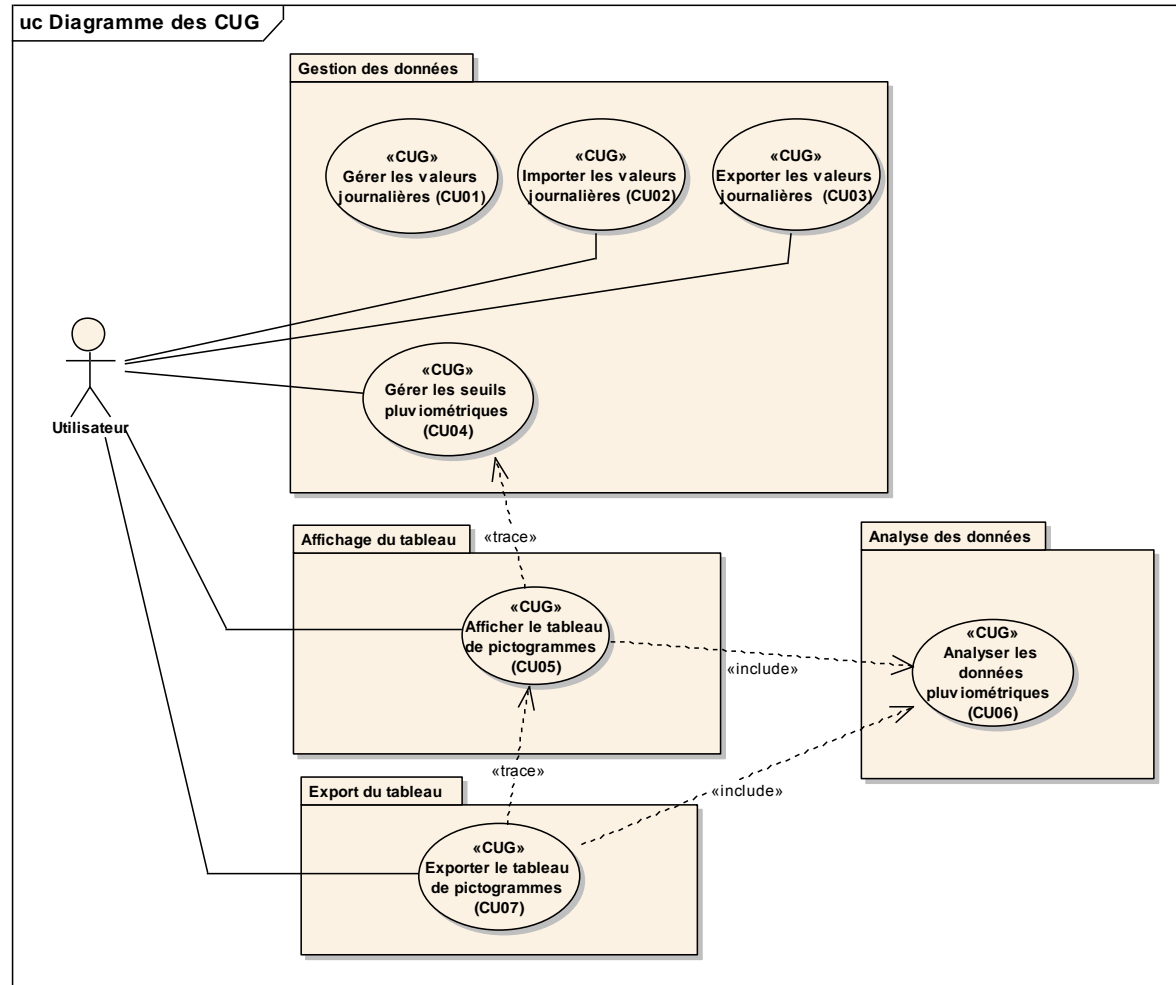 uc Diagramme des CUG
Gestion des données
«CUG»
Gérer les valeurs
journalières (CU01)
«CUG»
Importer les valeurs
journalières (CU02)
«CUG»
Exporter les valeurs
journalières (CU03)
«CUG»
Gérer les seuils
pluviométriques
(CU04)
Utilisateur
«trace»
Affichage du tableau
«CUG»
Afficher le tableau
de pictogrammes
(CU05)
Analyse des données
«CUG»
Analyser les
données
pluviométriques
(CU06)
«include»
«trace»
«include»
Export du tableau
«CUG»
Exporter le tableau
de pictogrammes
(CU07)